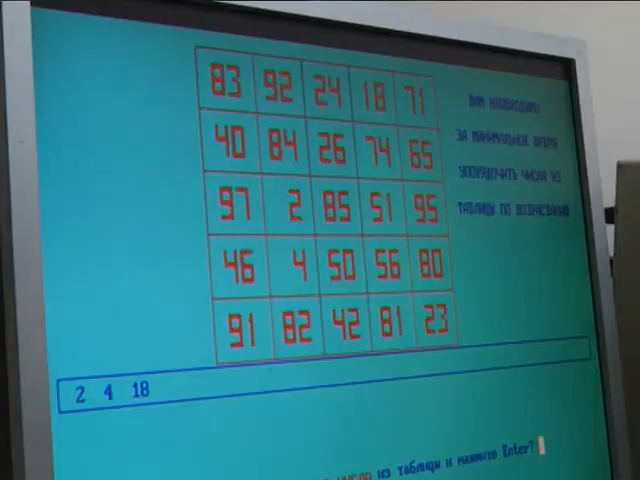 83 92 24 18 71
40 84 26 74 65
97 2 85 51 95
46 4 50 56 80
91 82 42 81 23
ВАМ НЕОБХОДИМО
ЗА МИНИМАЛЬНОЕ ВРЕМЯ
УПОРЯДОЧИТЬ ЧИСЛА ИЗ
ТАБЛИЦЫ ПО ВОЗРАСТАНИЮ
2 4 18
из таблицы и нажмите Enter?